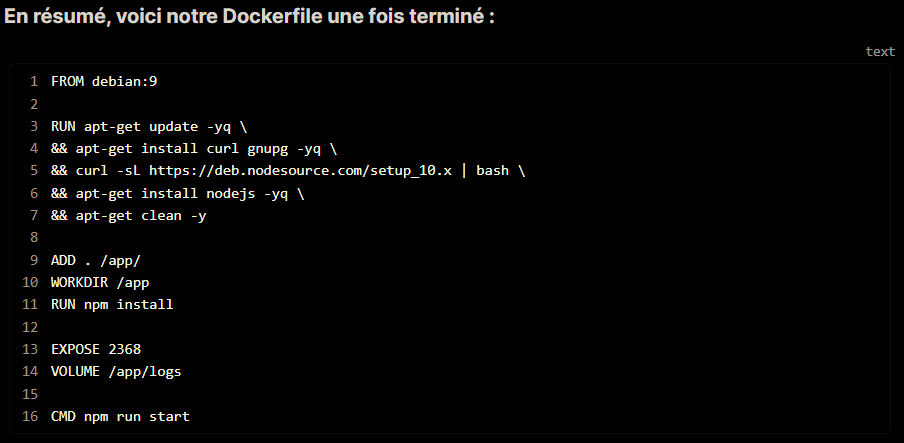 En résumé, voici notre Dockerfile une fois terminé :
text
1 FROM debian:9
2
3 RUN apt-get update -yq \
4 && apt-get install curl gnupg -yq \
5 && curl -sL https://deb.nodesource.com/setup_10.x | bash \
6 && apt-get install nodejs -yq \
7 && apt-get clean -y
8
9 ADD . /app/
10 WORKDIR /app
11 RUN npm install
12
13 EXPOSE 2368
14 VOLUME /app/logs
15
16 CMD npm run start